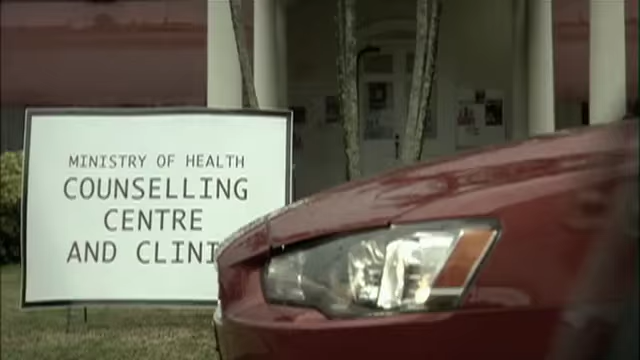 MINISTRY OF HEALTH
COUNSELLING
CENTRE
AND CLINI